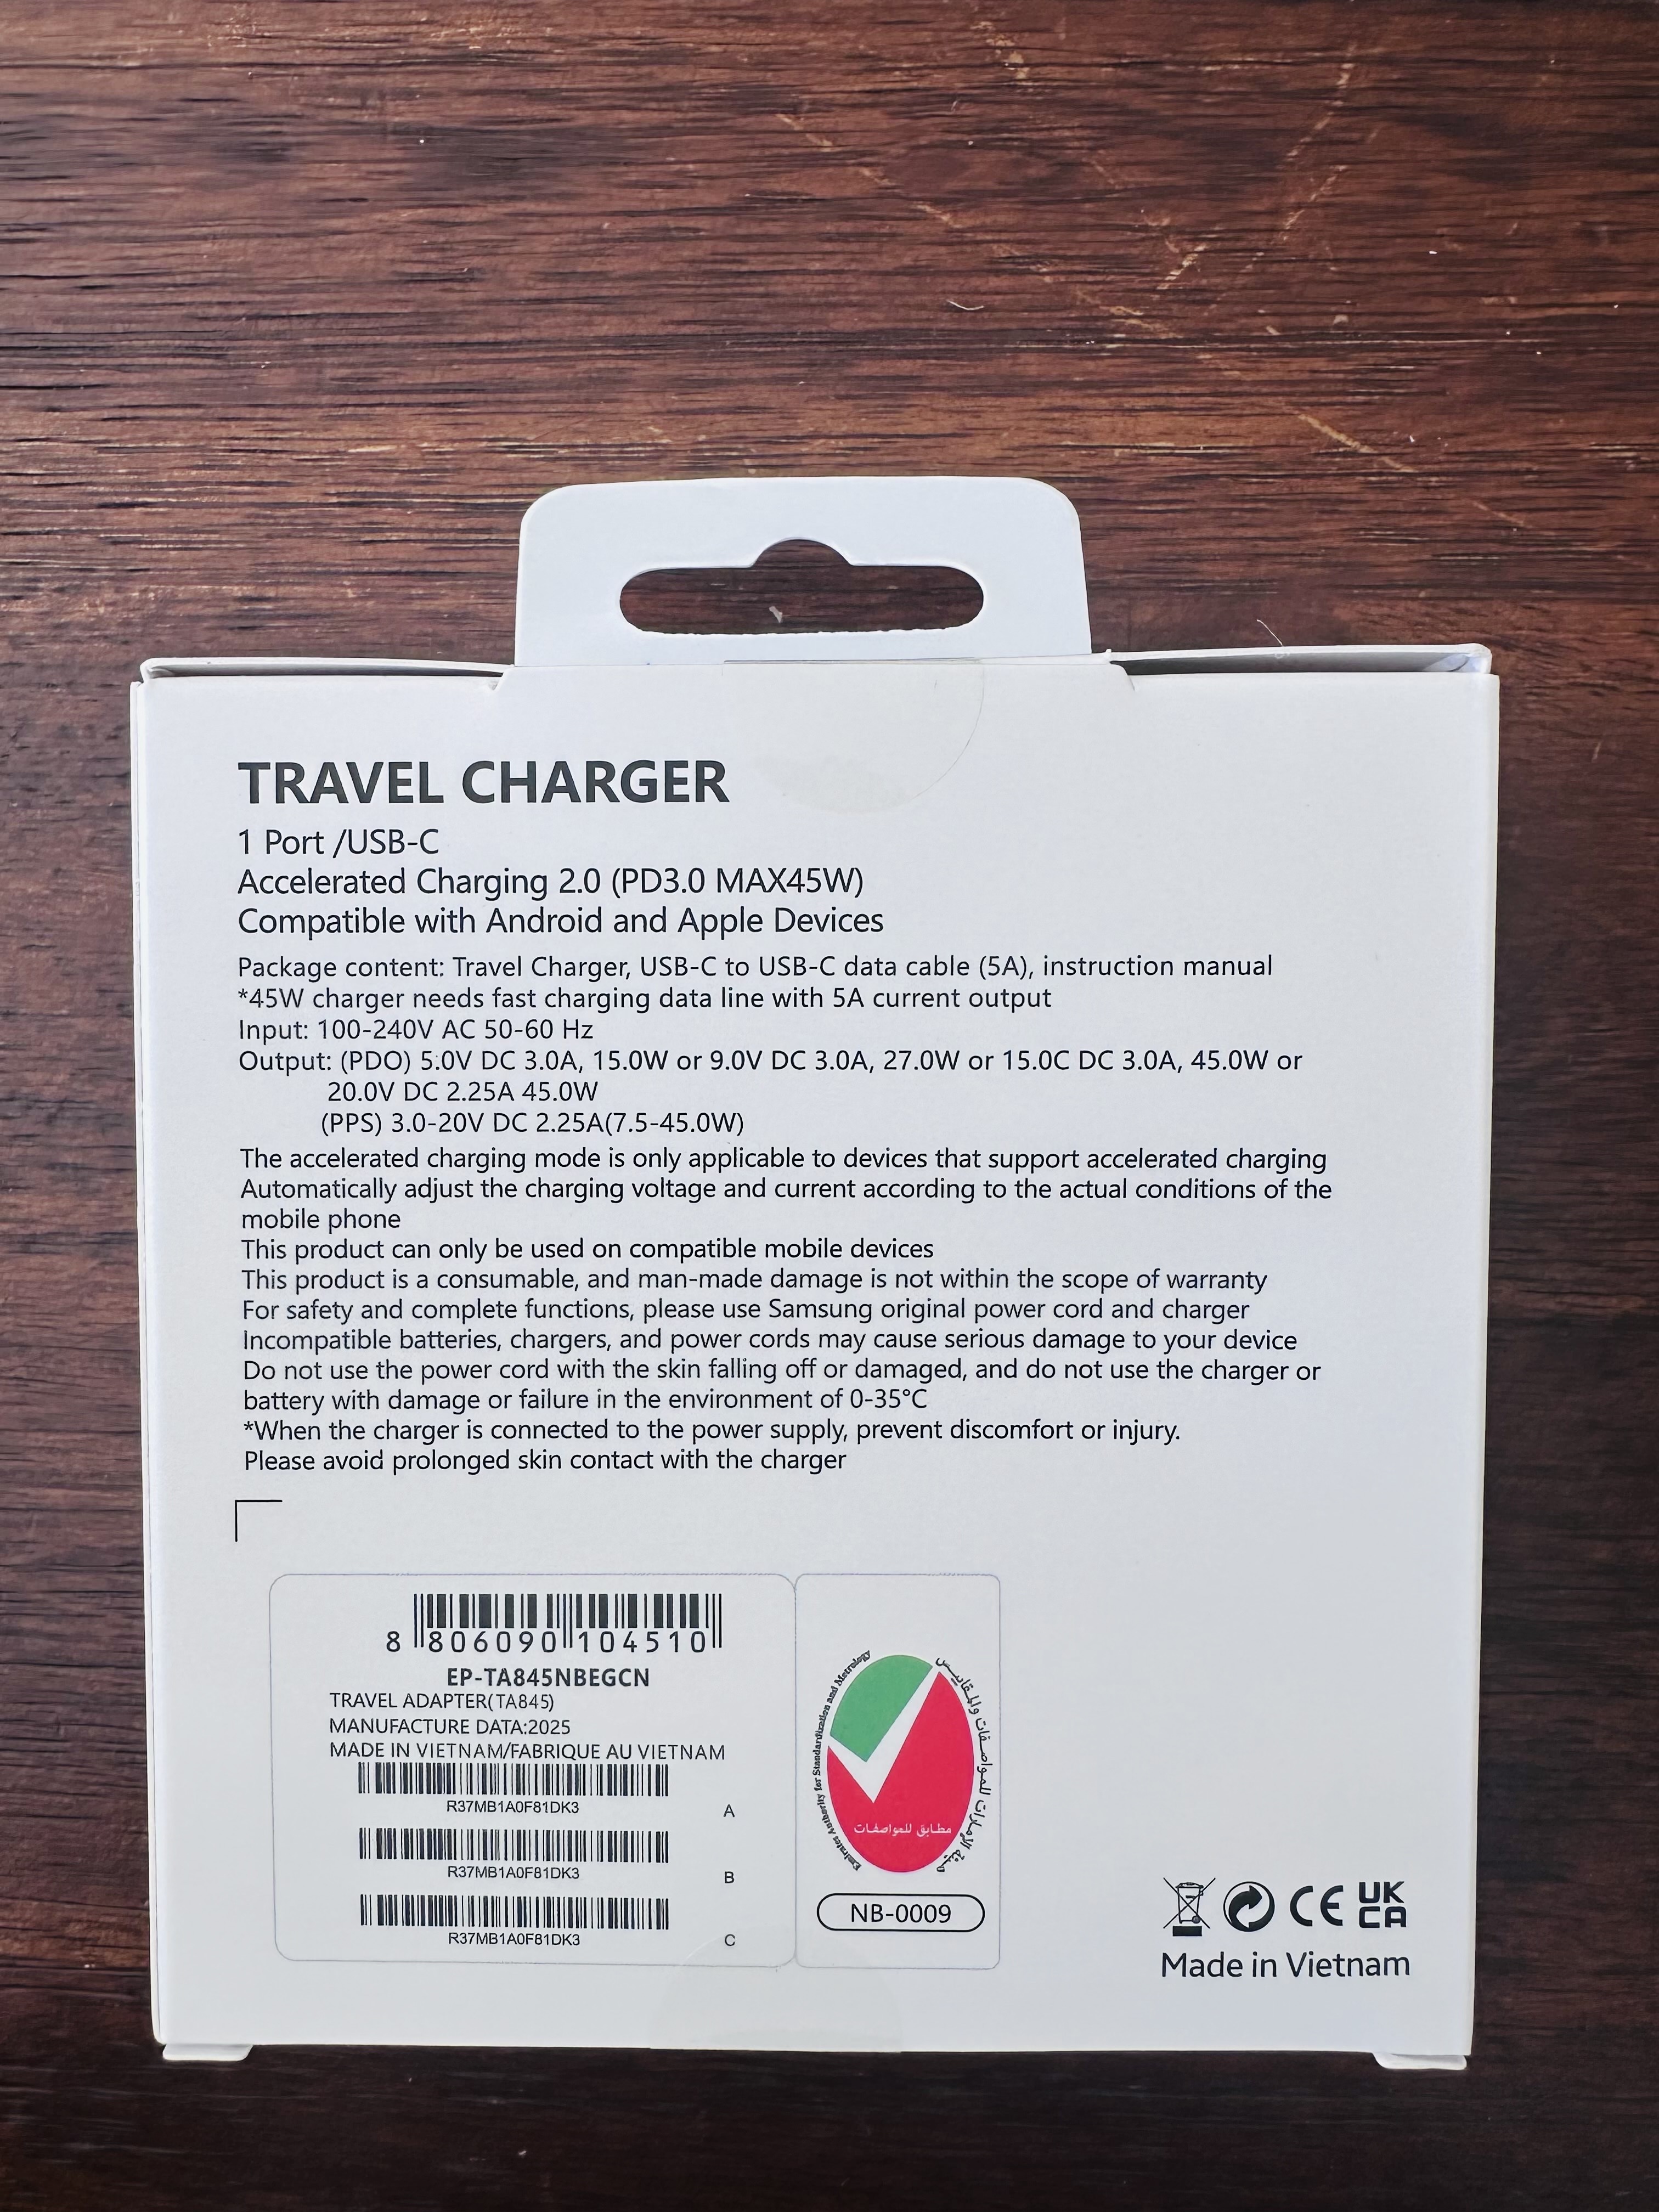 TRAVEL CHARGER
1 Port /USB-C
Accelerated Charging 2.0 (PD3.0 MAX45W)
Compatible with Android and Apple Devices
Package content: Travel Charger, USB-C to USB-C data cable (5A), instruction manual
*45W charger needs fast charging data line with 5A current output
Input: 100-240V AC 50-60 Hz
Output: (PDO) 5.0V DC 3.0A, 15.0W or 9.0V DC 3.0A, 27.0W or 15.0C DC 3.0A, 45.0W or
20.0V DC 2.25A 45.0W
(PPS) 3.0-20V DC 2.25A(7.5-45.0W)
The accelerated charging mode is only applicable to devices that support accelerated charging
Automatically adjust the charging voltage and current according to the actual conditions of the
mobile phone
This product can only be used on compatible mobile devices
This product is a consumable, and man-made damage is not within the scope of warranty
For safety and complete functions, please use Samsung original power cord and charger
Incompatible batteries, chargers, and power cords may cause serious damage to your device
Do not use the power cord with the skin falling off or damaged, and do not use the charger or
battery with damage or failure in the environment of 0-35°C
*When the charger is connected to the power supply, prevent discomfort or injury.
Please avoid prolonged skin contact with the charger
8 806090 104510
EP-TA845NBEGCN
TRAVEL ADAPTER(TA845)
MANUFACTURE DATA:2025
MADE IN VIETNAM/FABRIQUE AU VIETNAM
R37MB1A0F81DK3 A
R37MB1A0F81DK3 B
R37MB1A0F81DK3 C
Emirates Authority for Standardization and Metrology
هيئة الإمارات للمواصفات والمقاييس
مطابق للمواصفات
NB-0009
CE UK CA
Made in Vietnam